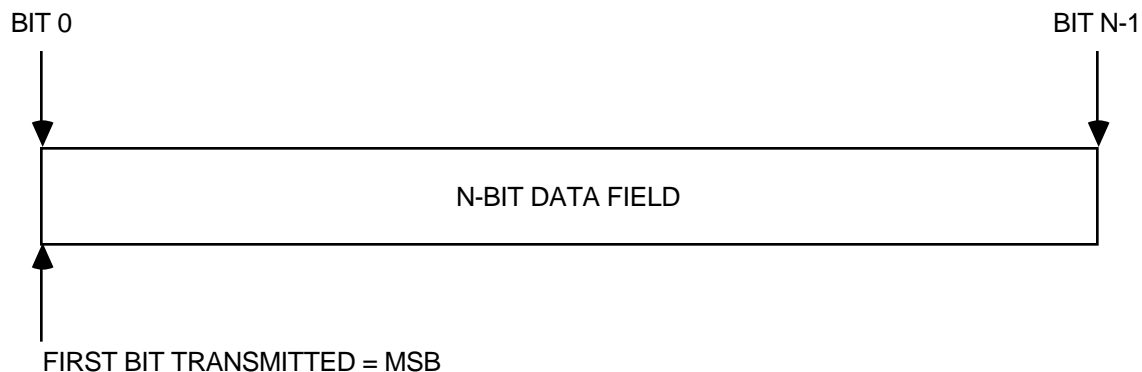 BIT 0
BIT N-1
N-BIT DATA FIELD
FIRST BIT TRANSMITTED = MSB